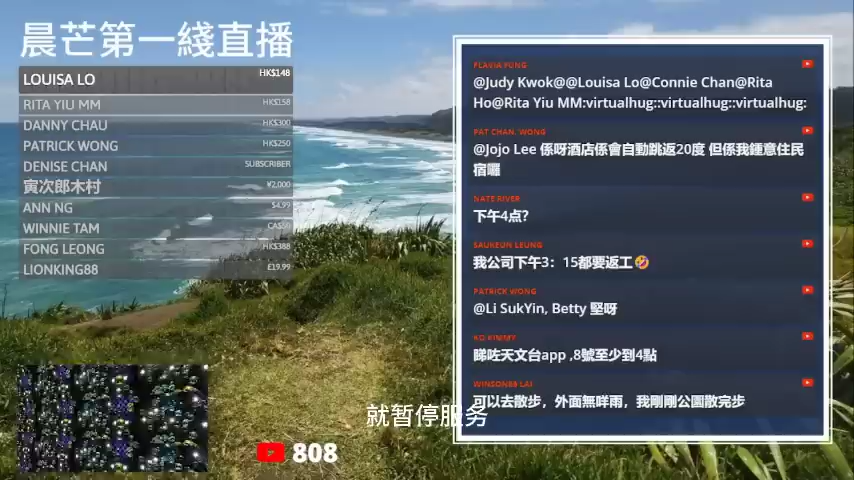 晨芒第一綫直播
LOUISA LO HK$148
RITA YIU MM HK$158
DANNY CHAU HK$300
PATRICK WONG HK$250
DENISE CHAN SUBSCRIBER
寅次郎木村 ¥2,000
ANN NG $4.99
WINNIE TAM CA$50
FONG LEONG HK$388
LIONKING88 £19.99
FLAVIA FUNG
@Judy Kwok@@Louisa Lo@Connie Chan@Rita
Ho@Rita Yiu MM:virtualhug::virtualhug::virtualhug:
PAT CHAN. WONG
@Jojo Lee 係呀酒店係會自動跳返20度 但係我鍾意住民
宿囉
NATE RIVER
下午4点?
SAUKEUN LEUNG
我公司下午3：15都要返工🤣
PATRICK WONG
@Li SukYin, Betty 堅呀
KO KIMMY
睇咗天文台app ,8號至少到4點
WINSON88 LAI
可以去散步，外面無咩雨，我剛剛公園散完步
就暂停服务
808